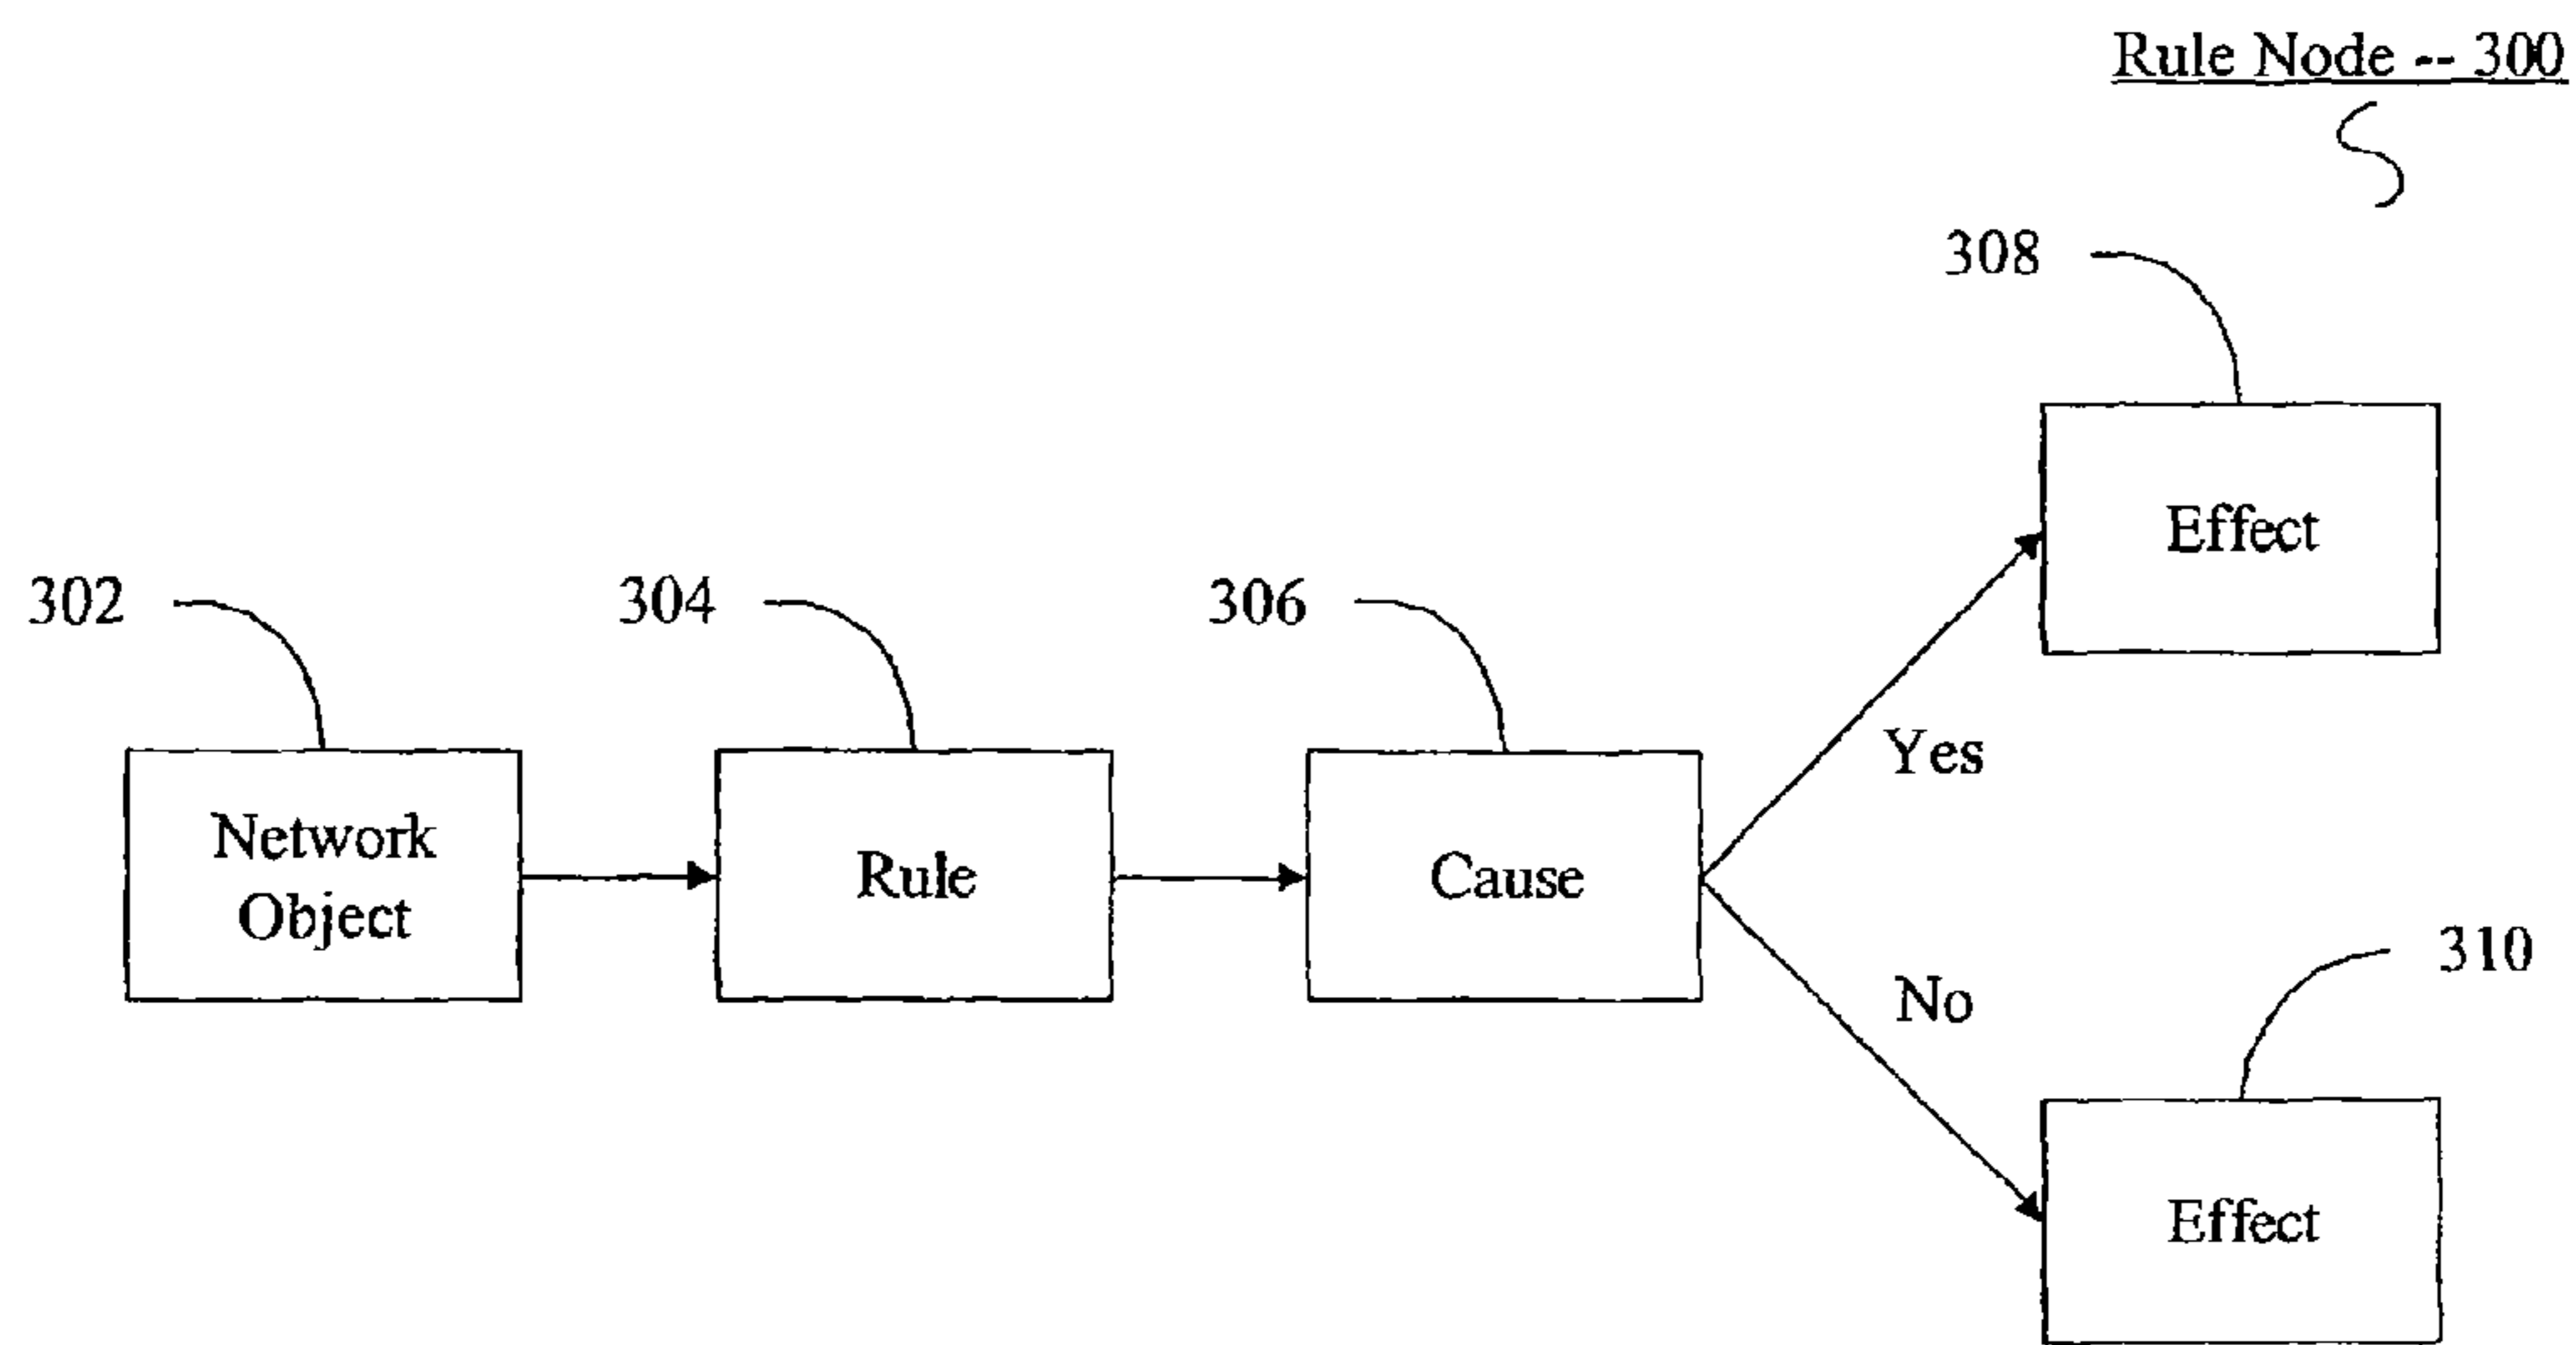 Rule Node -- 300
308
Effect
302
304
306
Yes
Network
Object
Rule
Cause
No
310
Effect